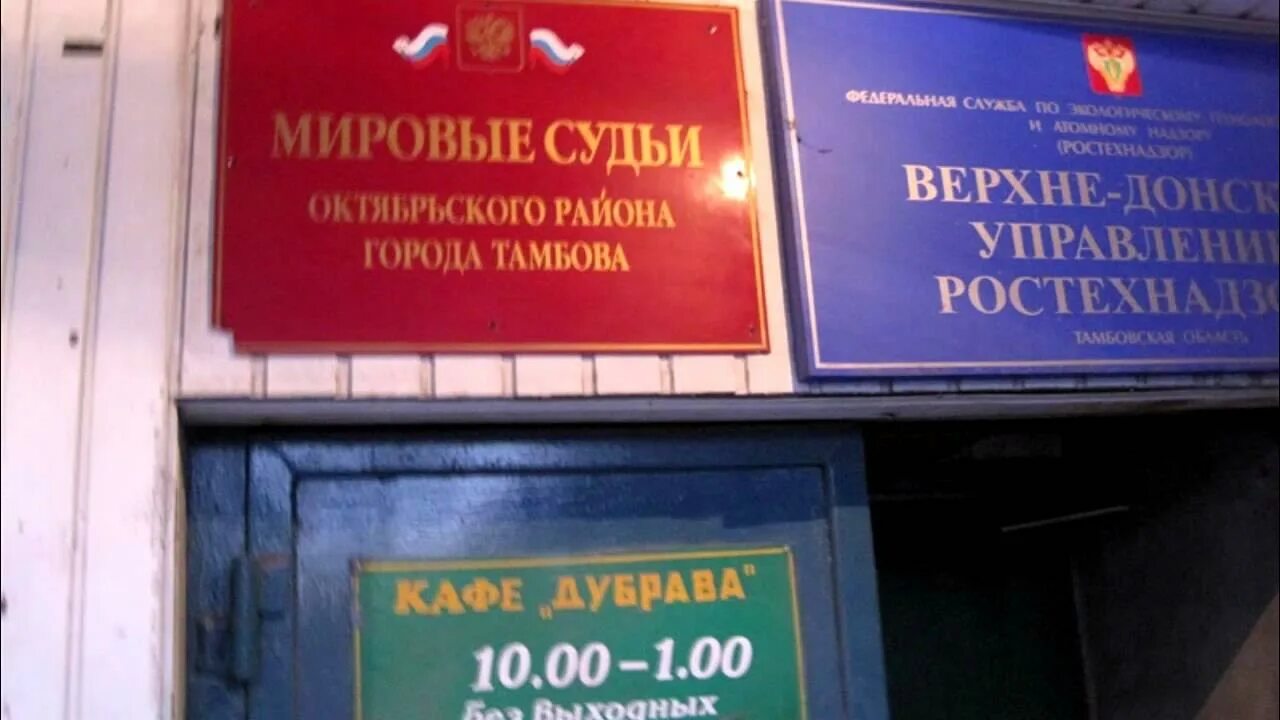 МИРОВЫЕ СУДЬИ
ОКТЯБРЬСКОГО РАЙОНА
ГОРОДА ТАМБОВА
ФЕДЕРАЛЬНАЯ СЛУЖБА ПО ЭКОЛОГИЧЕСКОМУ
И АТОМНОМУ НАДЗОРУ
(РОСТЕХНАДЗОР)
ВЕРХНЕ-ДОНСК
УПРАВЛЕНИ
РОСТЕХНАДЗО
ТАМБОВСКАЯ ОБЛАСТЬ
КАФЕ „ДУБРАВА"
10.00–1.00
Без Выходных